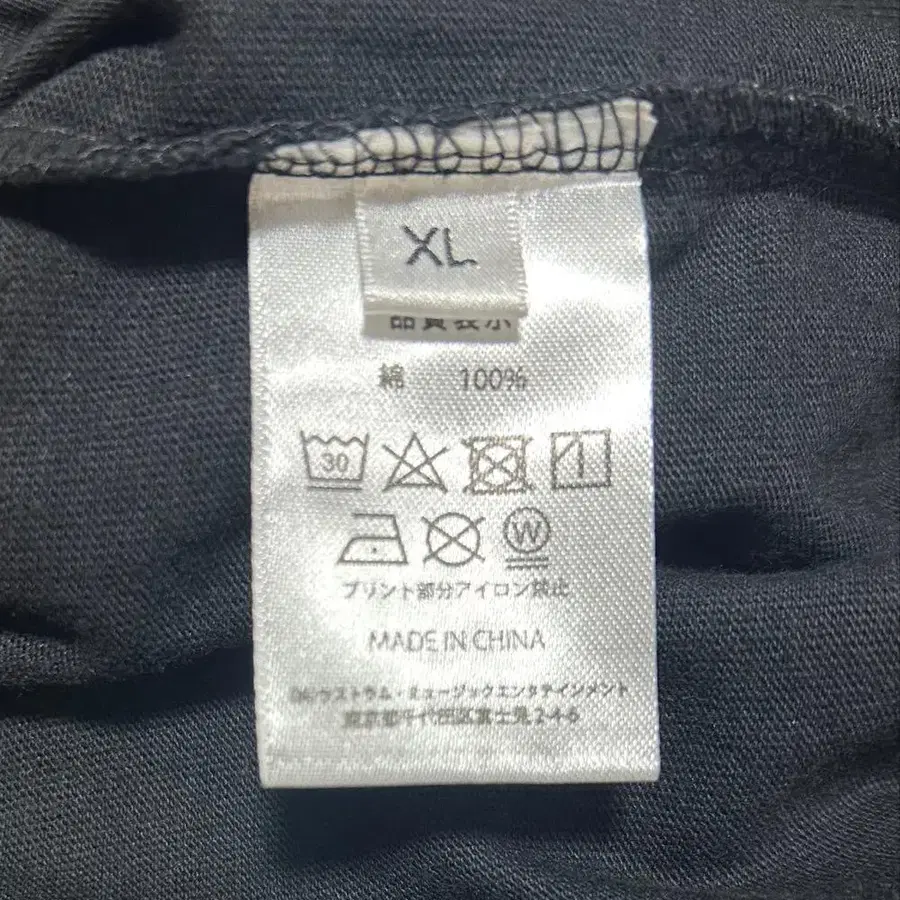 XL
品質表示
綿 100%
30
W
プリント部分アイロン禁止
MADE IN CHINA
(株)ウストラム・ミュージックエンタテインメント
東京都千代田区富士見2-4-6